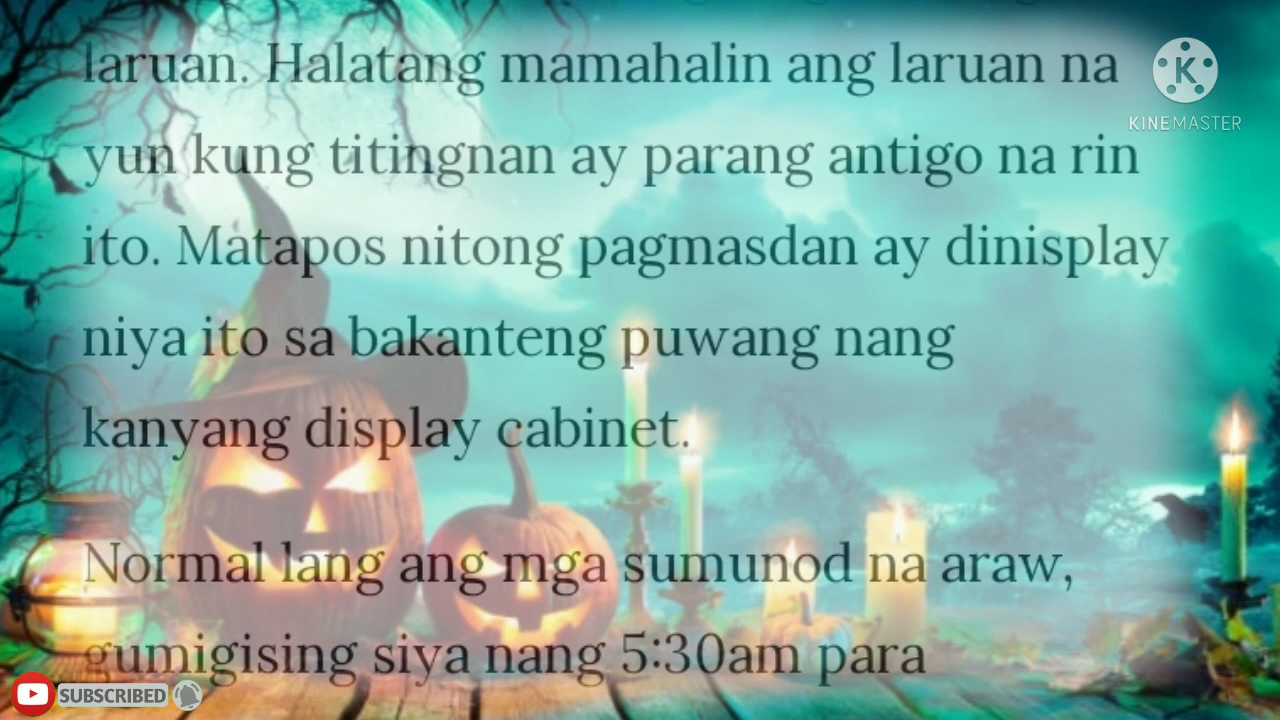 laruan. Halatang mamahalin ang laruan na
yun kung titingnan ay parang antigo na rin
ito. Matapos nitong pagmasdan ay dinisplay
niya ito sa bakanteng puwang nang
kanyang display cabinet.
Normal lang ang mga sumunod na araw,
gumigising siya nang 5:30am para
K
KINEMASTER
SUBSCRIBED